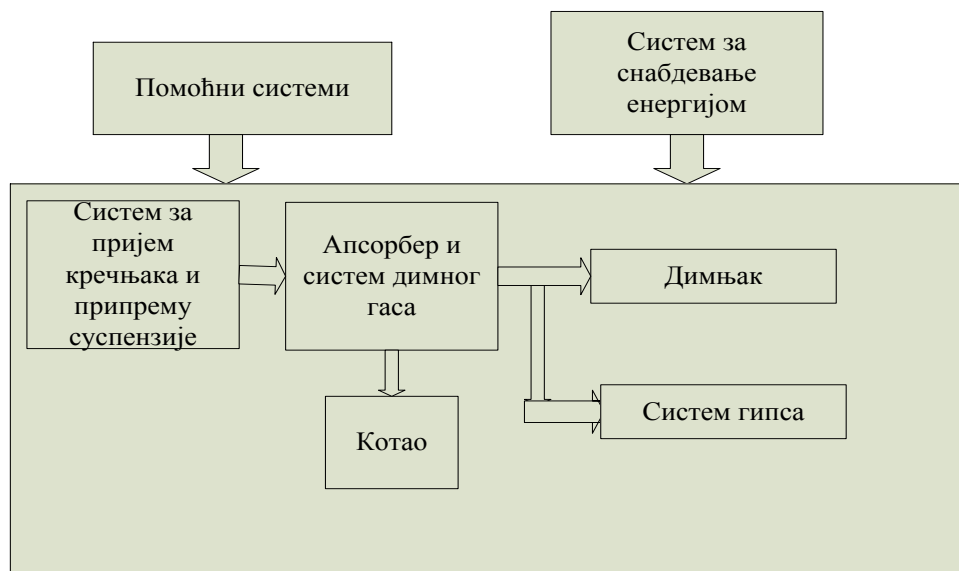 Помоћни системи
Систем за
снабдевање
енергијом
Систем за
пријем
кречњака и
припрему
суспензије
Апсорбер и
систем димног
гаса
Димњак
Котао
Систем гипса